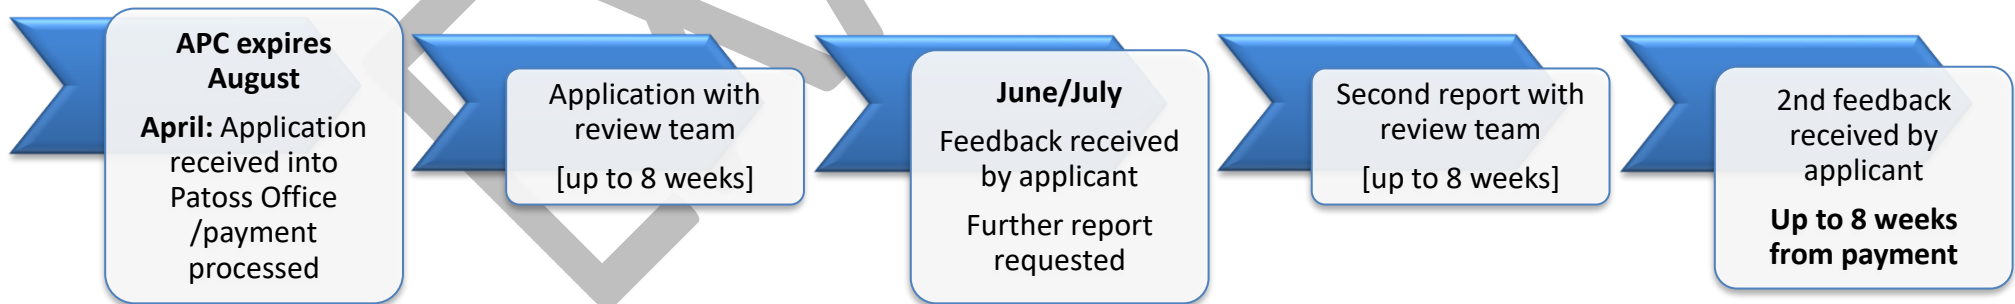 APC expires
August
April: Application
received into
Patoss Office
/payment
processed
Application with
review team
[up to 8 weeks]
June/July
Feedback received
by applicant
Further report
requested
Second report with
review team
[up to 8 weeks]
2nd feedback
received by
applicant
Up to 8 weeks
from payment